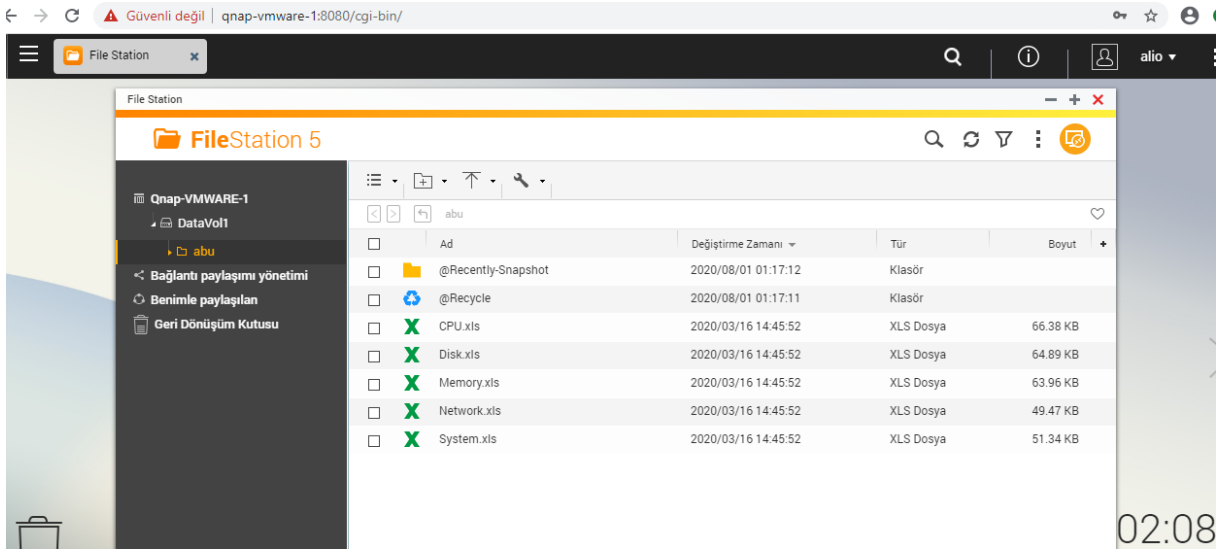 Güvenli değil | qnap-vmware-1:8080/cgi-bin/
File Station
alio
File Station
FileStation 5
Qnap-VMWARE-1
DataVol1
abu
Bağlantı paylaşımı yönetimi
Benimle paylaşılan
Geri Dönüşüm Kutusu
abu
Ad Değiştirme Zamanı Tür Boyut
@Recently-Snapshot 2020/08/01 01:17:12 Klasör
@Recycle 2020/08/01 01:17:11 Klasör
CPU.xls 2020/03/16 14:45:52 XLS Dosya 66.38 KB
Disk.xls 2020/03/16 14:45:52 XLS Dosya 64.89 KB
Memory.xls 2020/03/16 14:45:52 XLS Dosya 63.96 KB
Network.xls 2020/03/16 14:45:52 XLS Dosya 49.47 KB
System.xls 2020/03/16 14:45:52 XLS Dosya 51.34 KB
02:08